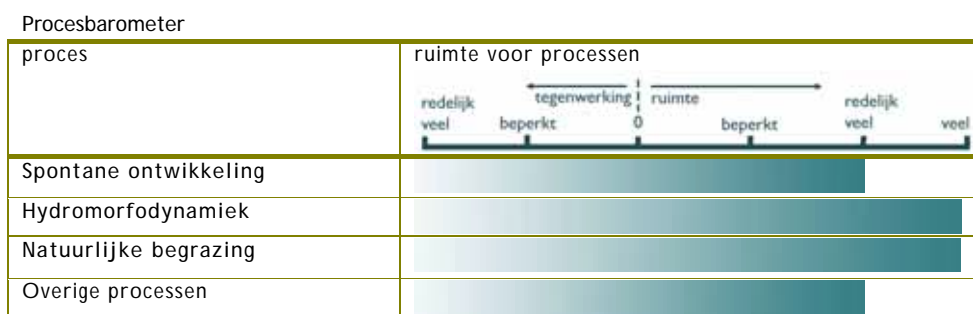 Procesbarometer
proces
ruimte voor processen
tegenwerking ruimte
redelijk redelijk
veel beperkt 0 beperkt veel veel
Spontane ontwikkeling
Hydromorfodynamiek
Natuurlijke begrazing
Overige processen